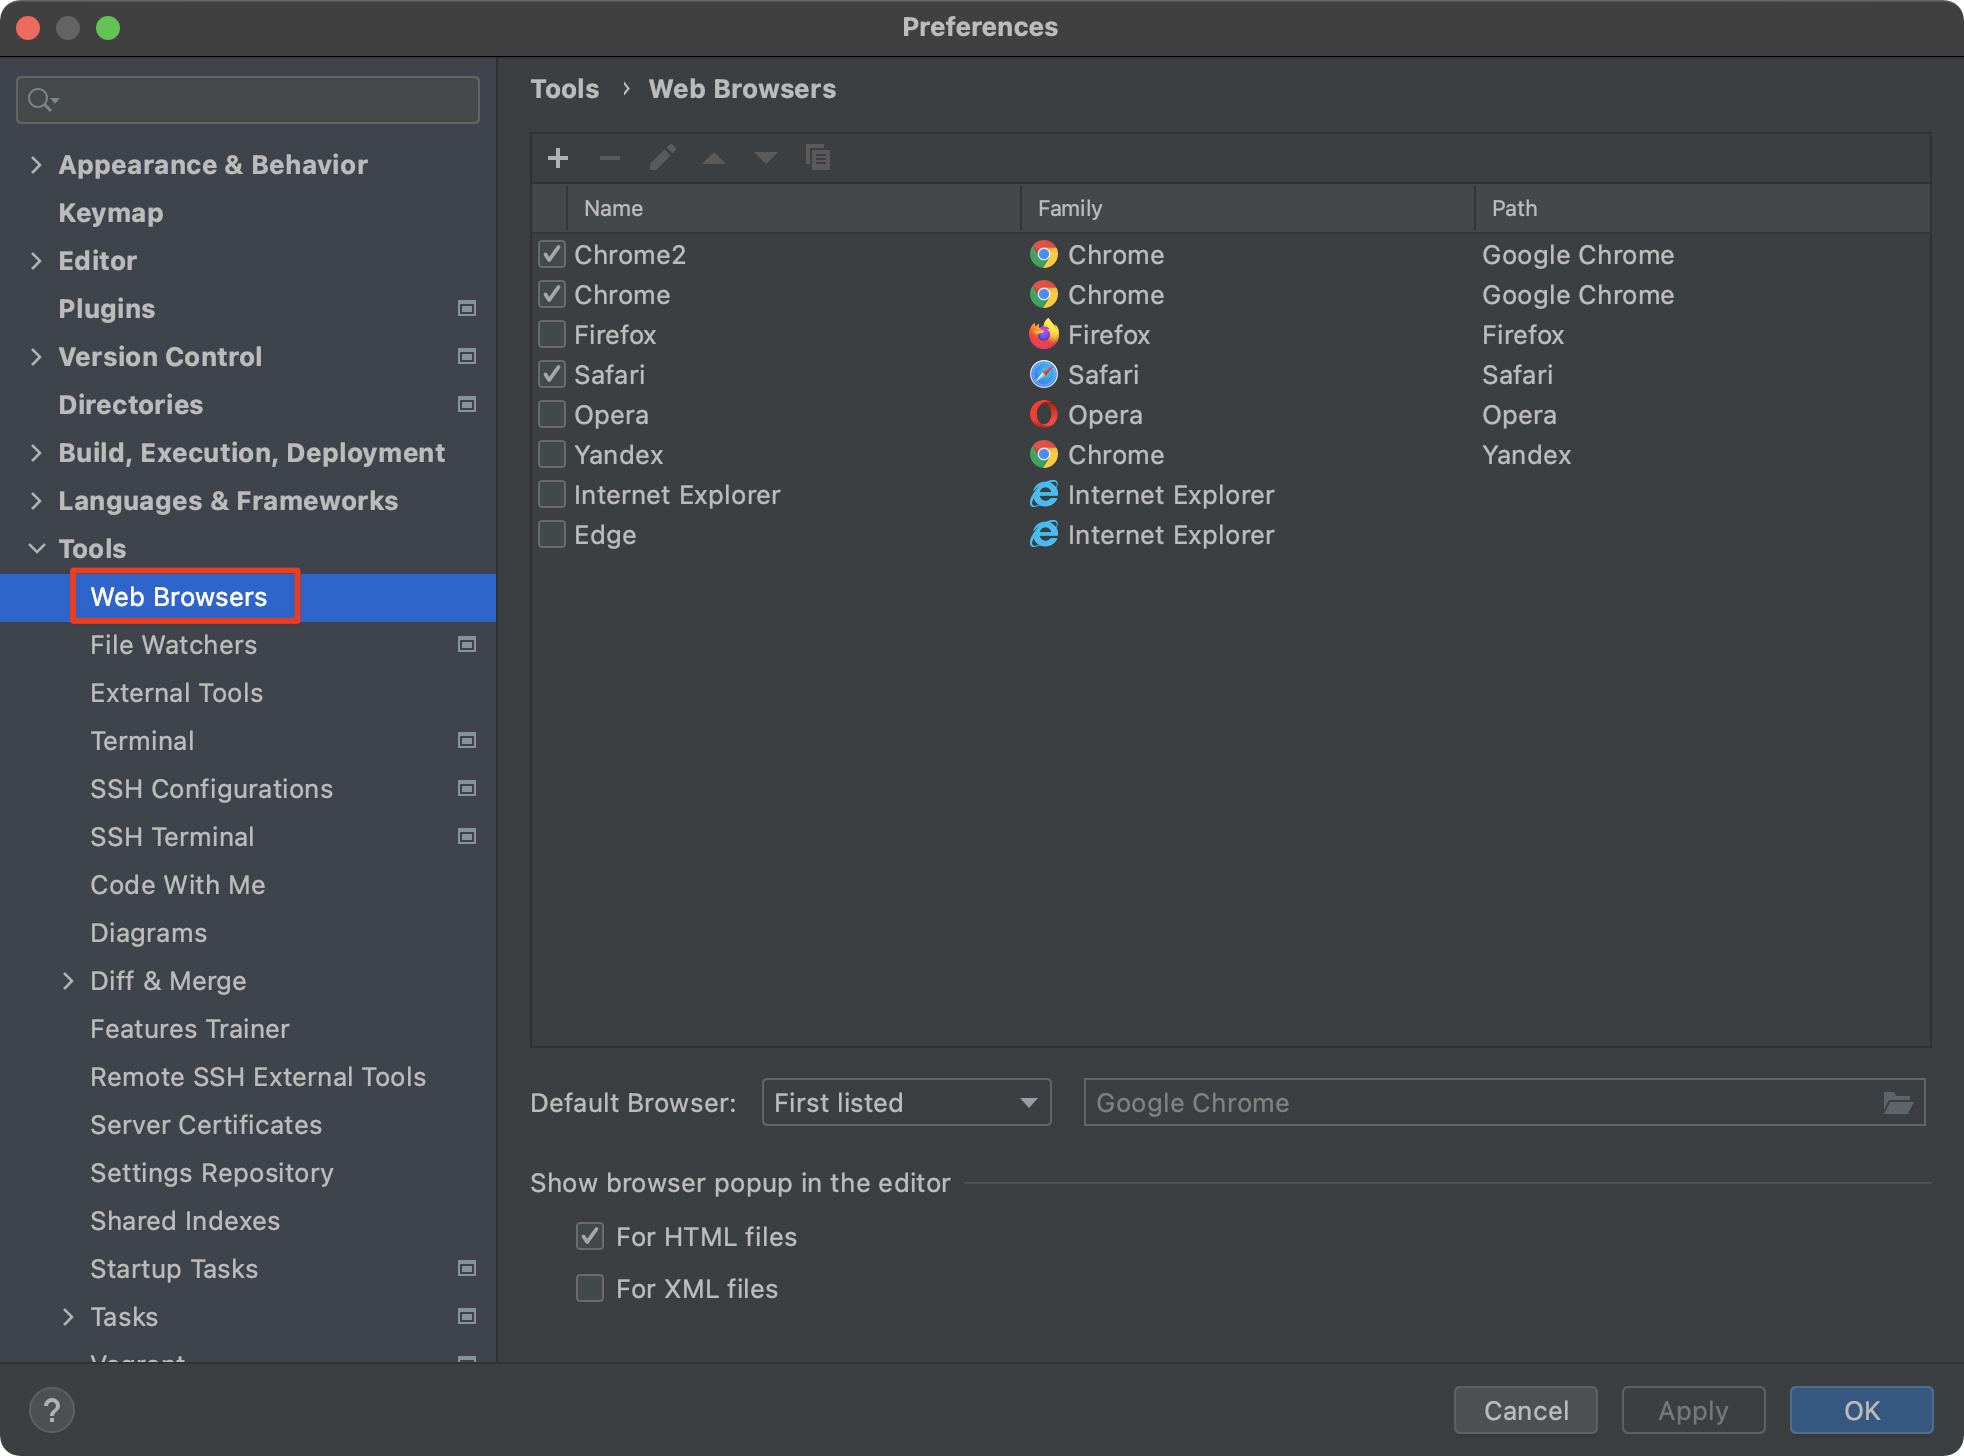 Preferences
Appearance & Behavior
Keymap
Editor
Plugins
Version Control
Directories
Build, Execution, Deployment
Languages & Frameworks
Tools
Web Browsers
File Watchers
External Tools
Terminal
SSH Configurations
SSH Terminal
Code With Me
Diagrams
Diff & Merge
Features Trainer
Remote SSH External Tools
Server Certificates
Settings Repository
Shared Indexes
Startup Tasks
Tasks
Tools › Web Browsers
Name Family Path
Chrome2 Chrome Google Chrome
Chrome Chrome Google Chrome
Firefox Firefox Firefox
Safari Safari Safari
Opera Opera Opera
Yandex Chrome Yandex
Internet Explorer Internet Explorer
Edge Internet Explorer
Default Browser: First listed Google Chrome
Show browser popup in the editor
For HTML files
For XML files
? Cancel Apply OK